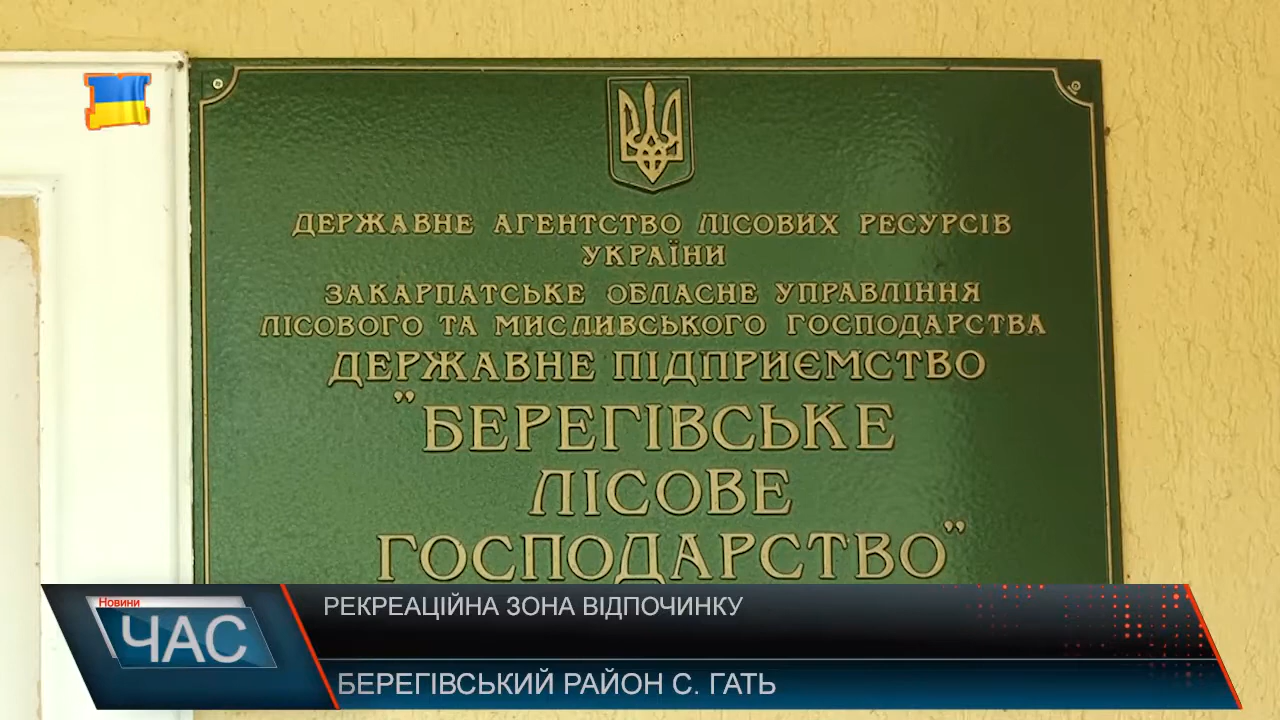 ДЕРЖАВНЕ АГЕНТСТВО ЛІСОВИХ РЕСУРСІВ
УКРАЇНИ
ЗАКАРПАТСЬКЕ ОБЛАСНЕ УПРАВЛІННЯ
ЛІСОВОГО ТА МИСЛИВСЬКОГО ГОСПОДАРСТВА
ДЕРЖАВНЕ ПІДПРИЄМСТВО
"БЕРЕГІВСЬКЕ
ЛІСОВЕ
ГОСПОДАРСТВО"
Новини
ЧАС
РЕКРЕАЦІЙНА ЗОНА ВІДПОЧИНКУ
БЕРЕГІВСЬКИЙ РАЙОН С. ГАТЬ